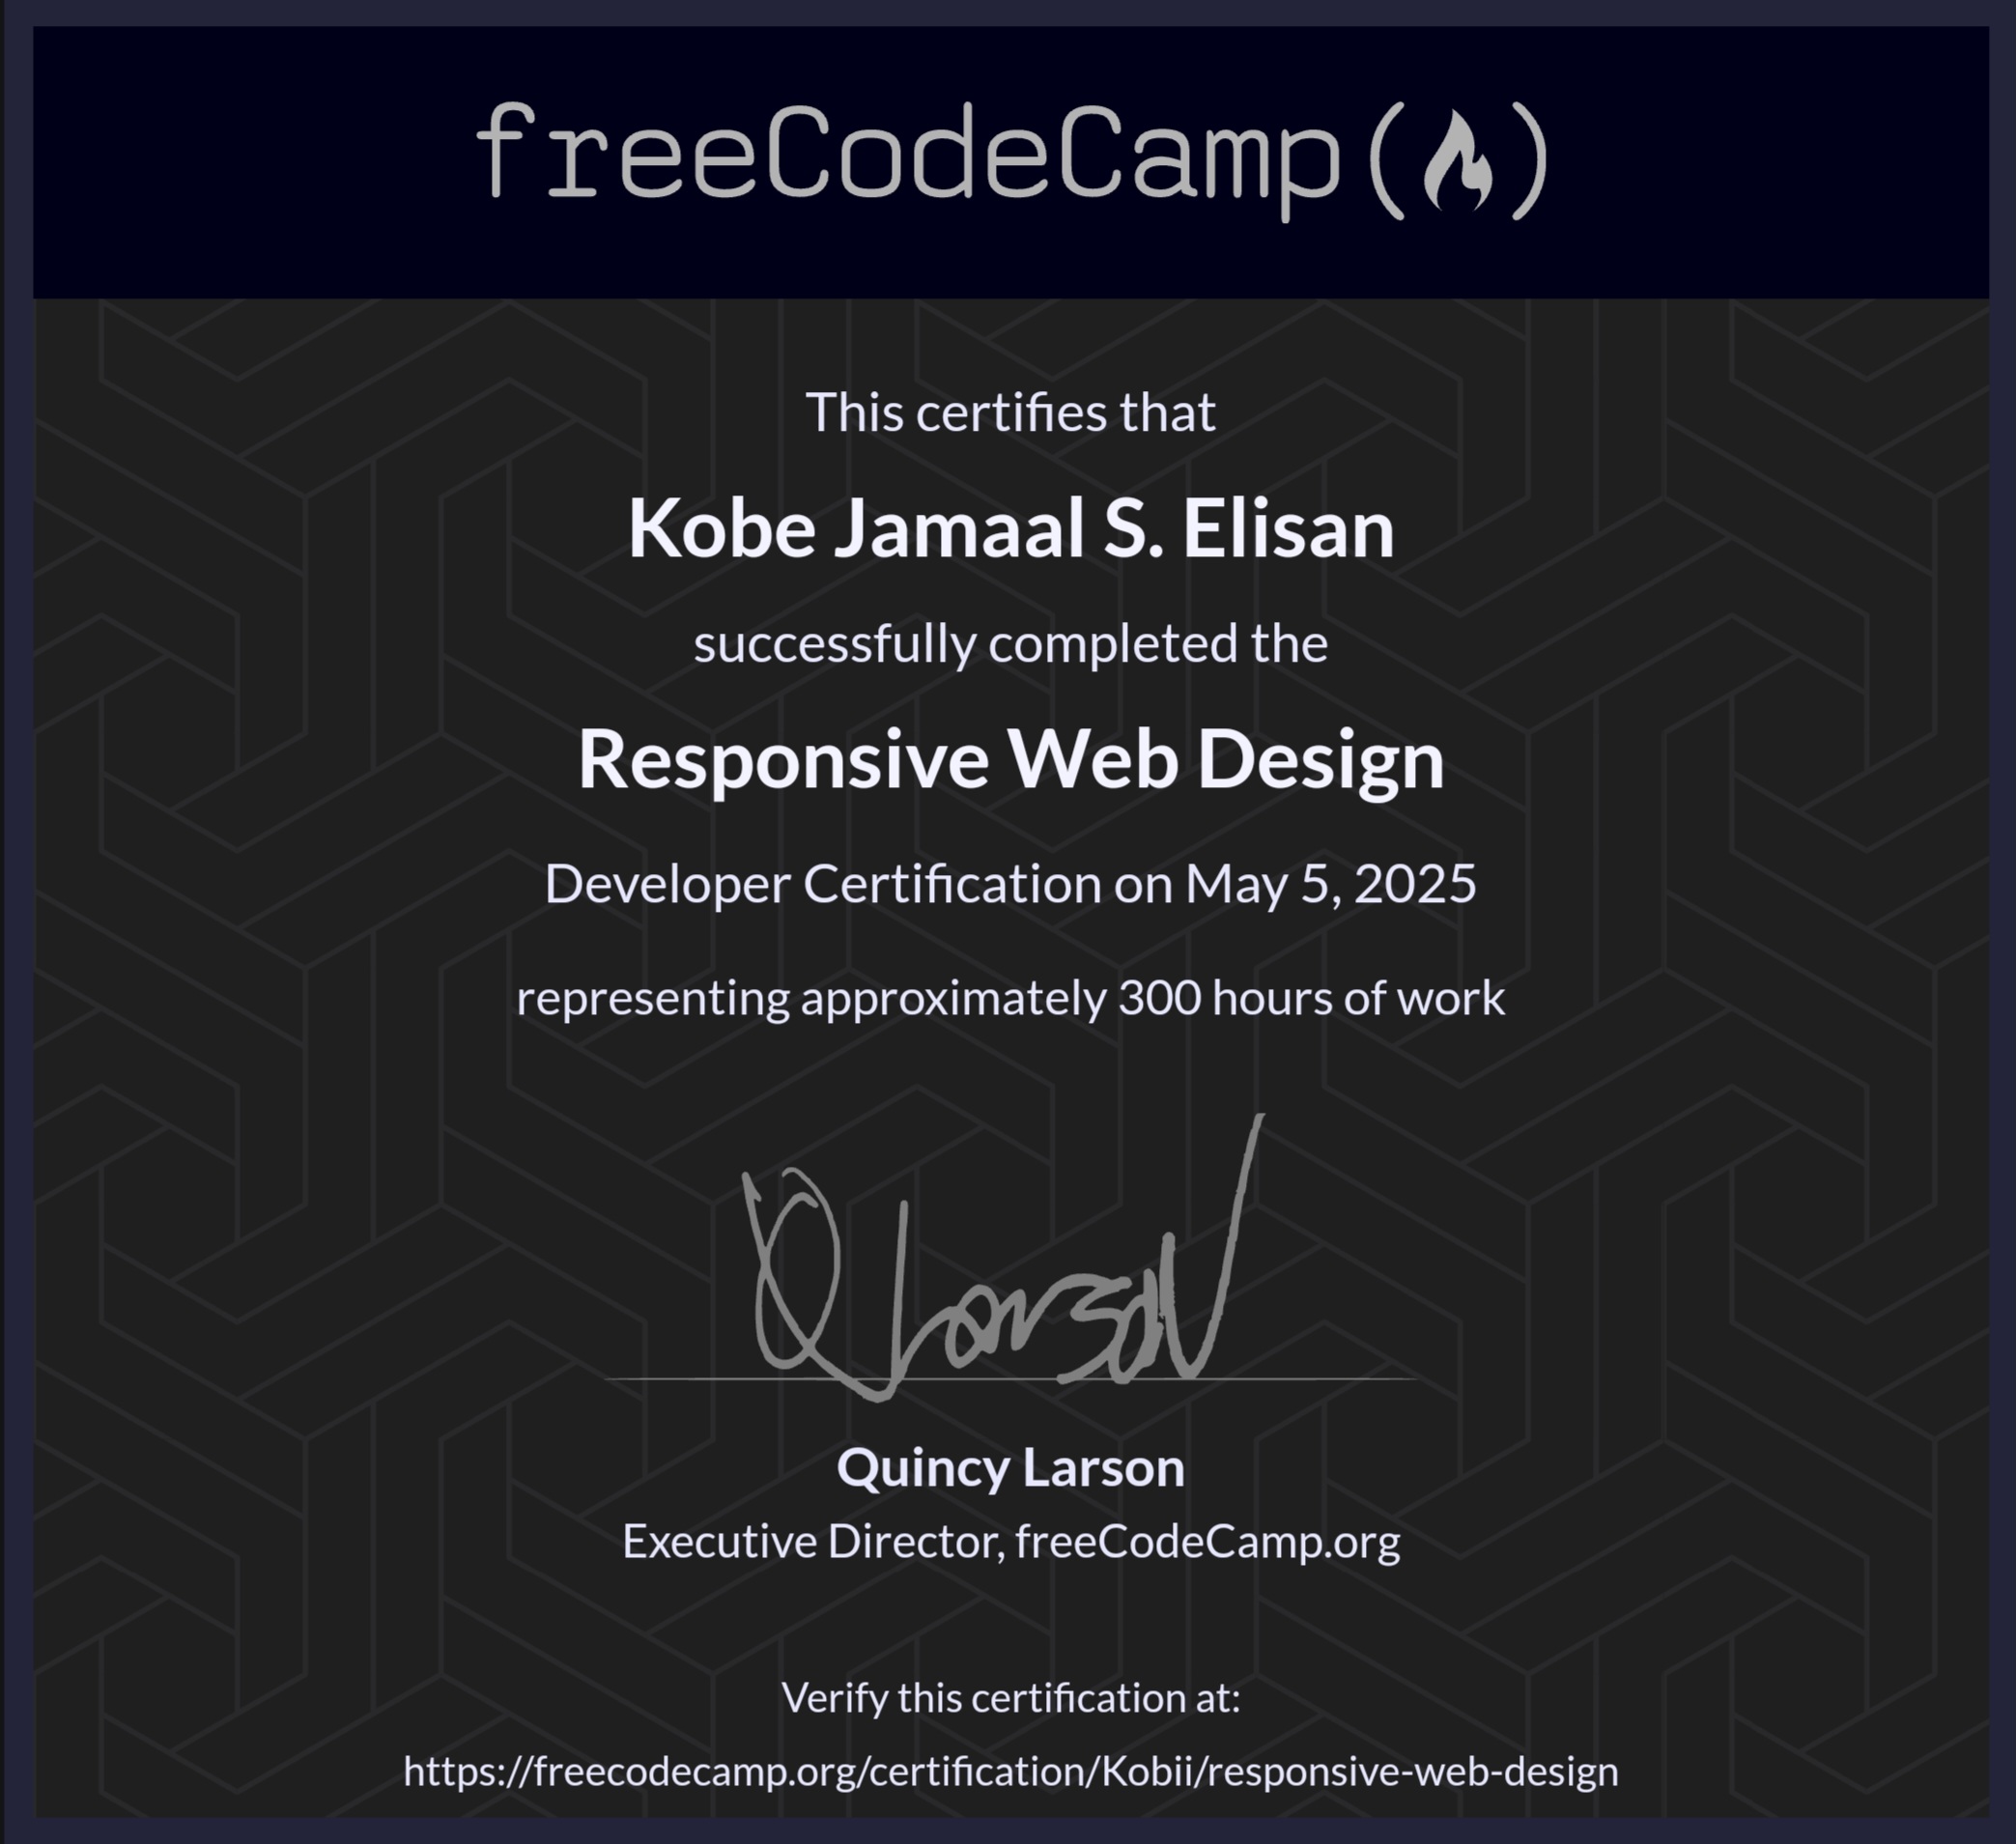 freeCodeCamp
This certifies that
Kobe Jamaal S. Elisan
successfully completed the
Responsive Web Design
Developer Certification on May 5, 2025
representing approximately 300 hours of work
QLarson
Quincy Larson
Executive Director, freeCodeCamp.org
Verify this certification at:
https://freecodecamp.org/certification/Kobii/responsive-web-design